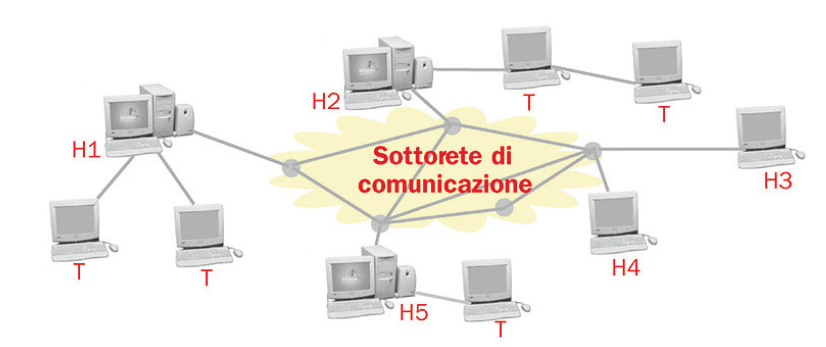 H1
T
T
H2
T
T
Sottorete di
comunicazione
H3
H4
H5
T